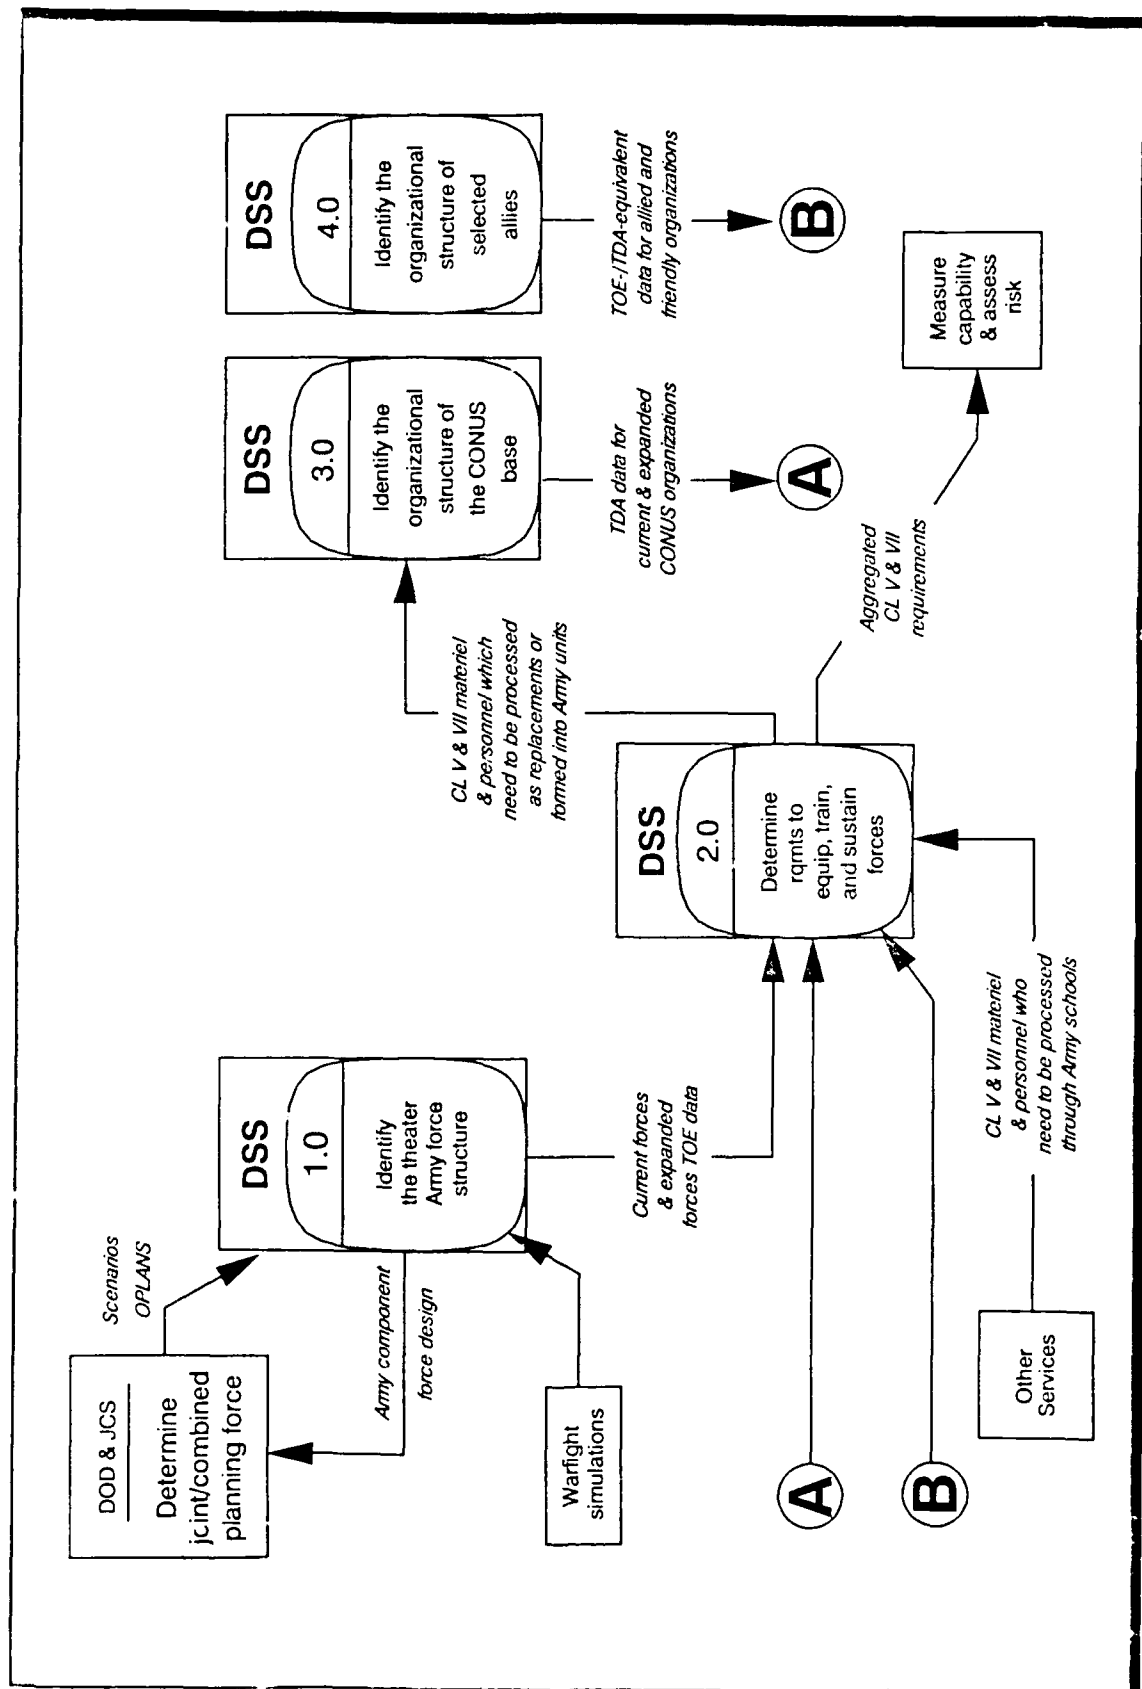 DOD & JCS
Determine
jcint/combined
planning force
Scenarios
OPLANS
Army component
force design
Warfight
simulations
DSS
1.0
Identify
the theater
Army force
structure
Current forces
& expanded
forces TOE data
A
B
Other
Services
CL V & VII materiel
& personnel who
need to be processed
through Army schools
DSS
2.0
Determine
rqmts to
equip, train,
and sustain
forces
CL V & VII materiel
& personnel which
need to be processed
as replacements or
formed into Army units
Aggregated
CL V & VII
requirements
Measure
capability
& assess
risk
DSS
3.0
Identify the
organizational
structure of
the CONUS
base
TDA data for
current & expanded
CONUS organizations
A
DSS
4.0
Identify the
organizational
structure of
selected
allies
TOE-/TDA-equivalent
data for allied and
friendly organizations
B